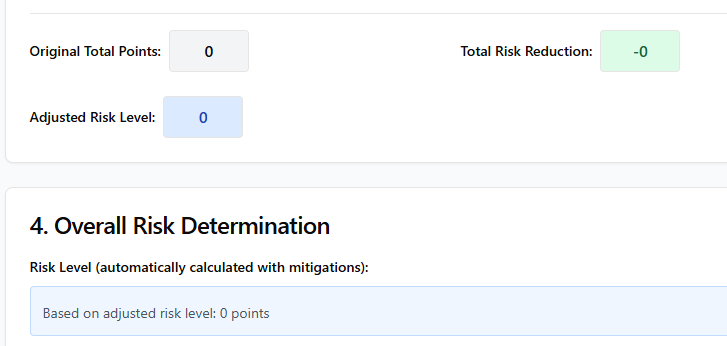 Original Total Points: 0 Total Risk Reduction: -0
Adjusted Risk Level: 0
4. Overall Risk Determination
Risk Level (automatically calculated with mitigations):
Based on adjusted risk level: 0 points